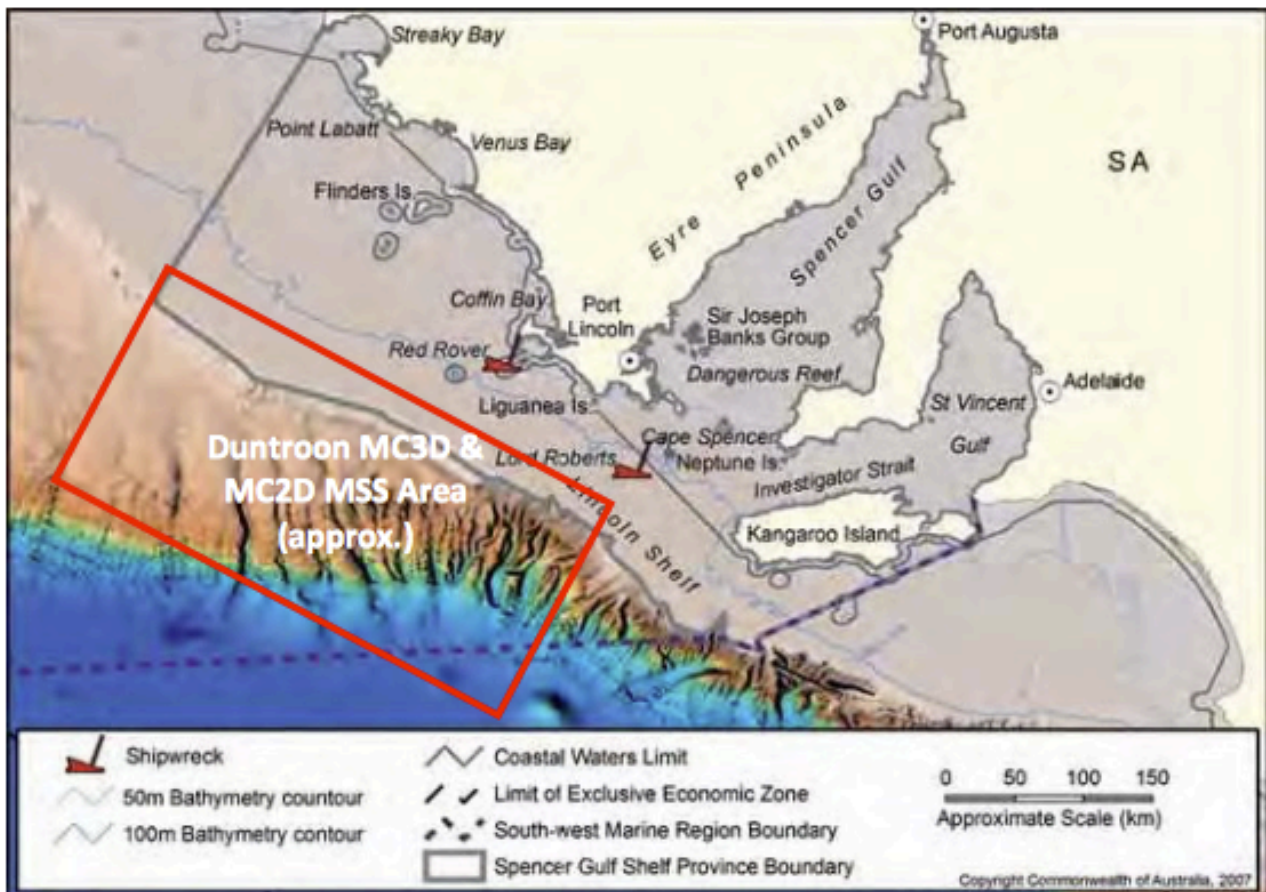 Streaky Bay
Port Augusta
Point Labatt
Venus Bay
Eyre Peninsula
Spencer Gulf
SA
Flinders Is.
Coffin Bay
Port
Lincoln
Sir Joseph
Banks Group
Red Rover
Dangerous Reef
Adelaide
Liguanea Is.
St Vincent
Gulf
Duntroon MC3D &
MC2D MSS Area
(approx.)
Cape Spencer
Lord Roberts
Neptune Is.
Investigator Strait
Lincoln Shelf
Kangaroo Island
Shipwreck
50m Bathymetry countour
100m Bathymetry contour
Coastal Waters Limit
Limit of Exclusive Economic Zone
South-west Marine Region Boundary
Spencer Gulf Shelf Province Boundary
0 50 100 150
Approximate Scale (km)
Copyright Commonwealth of Australia, 2007